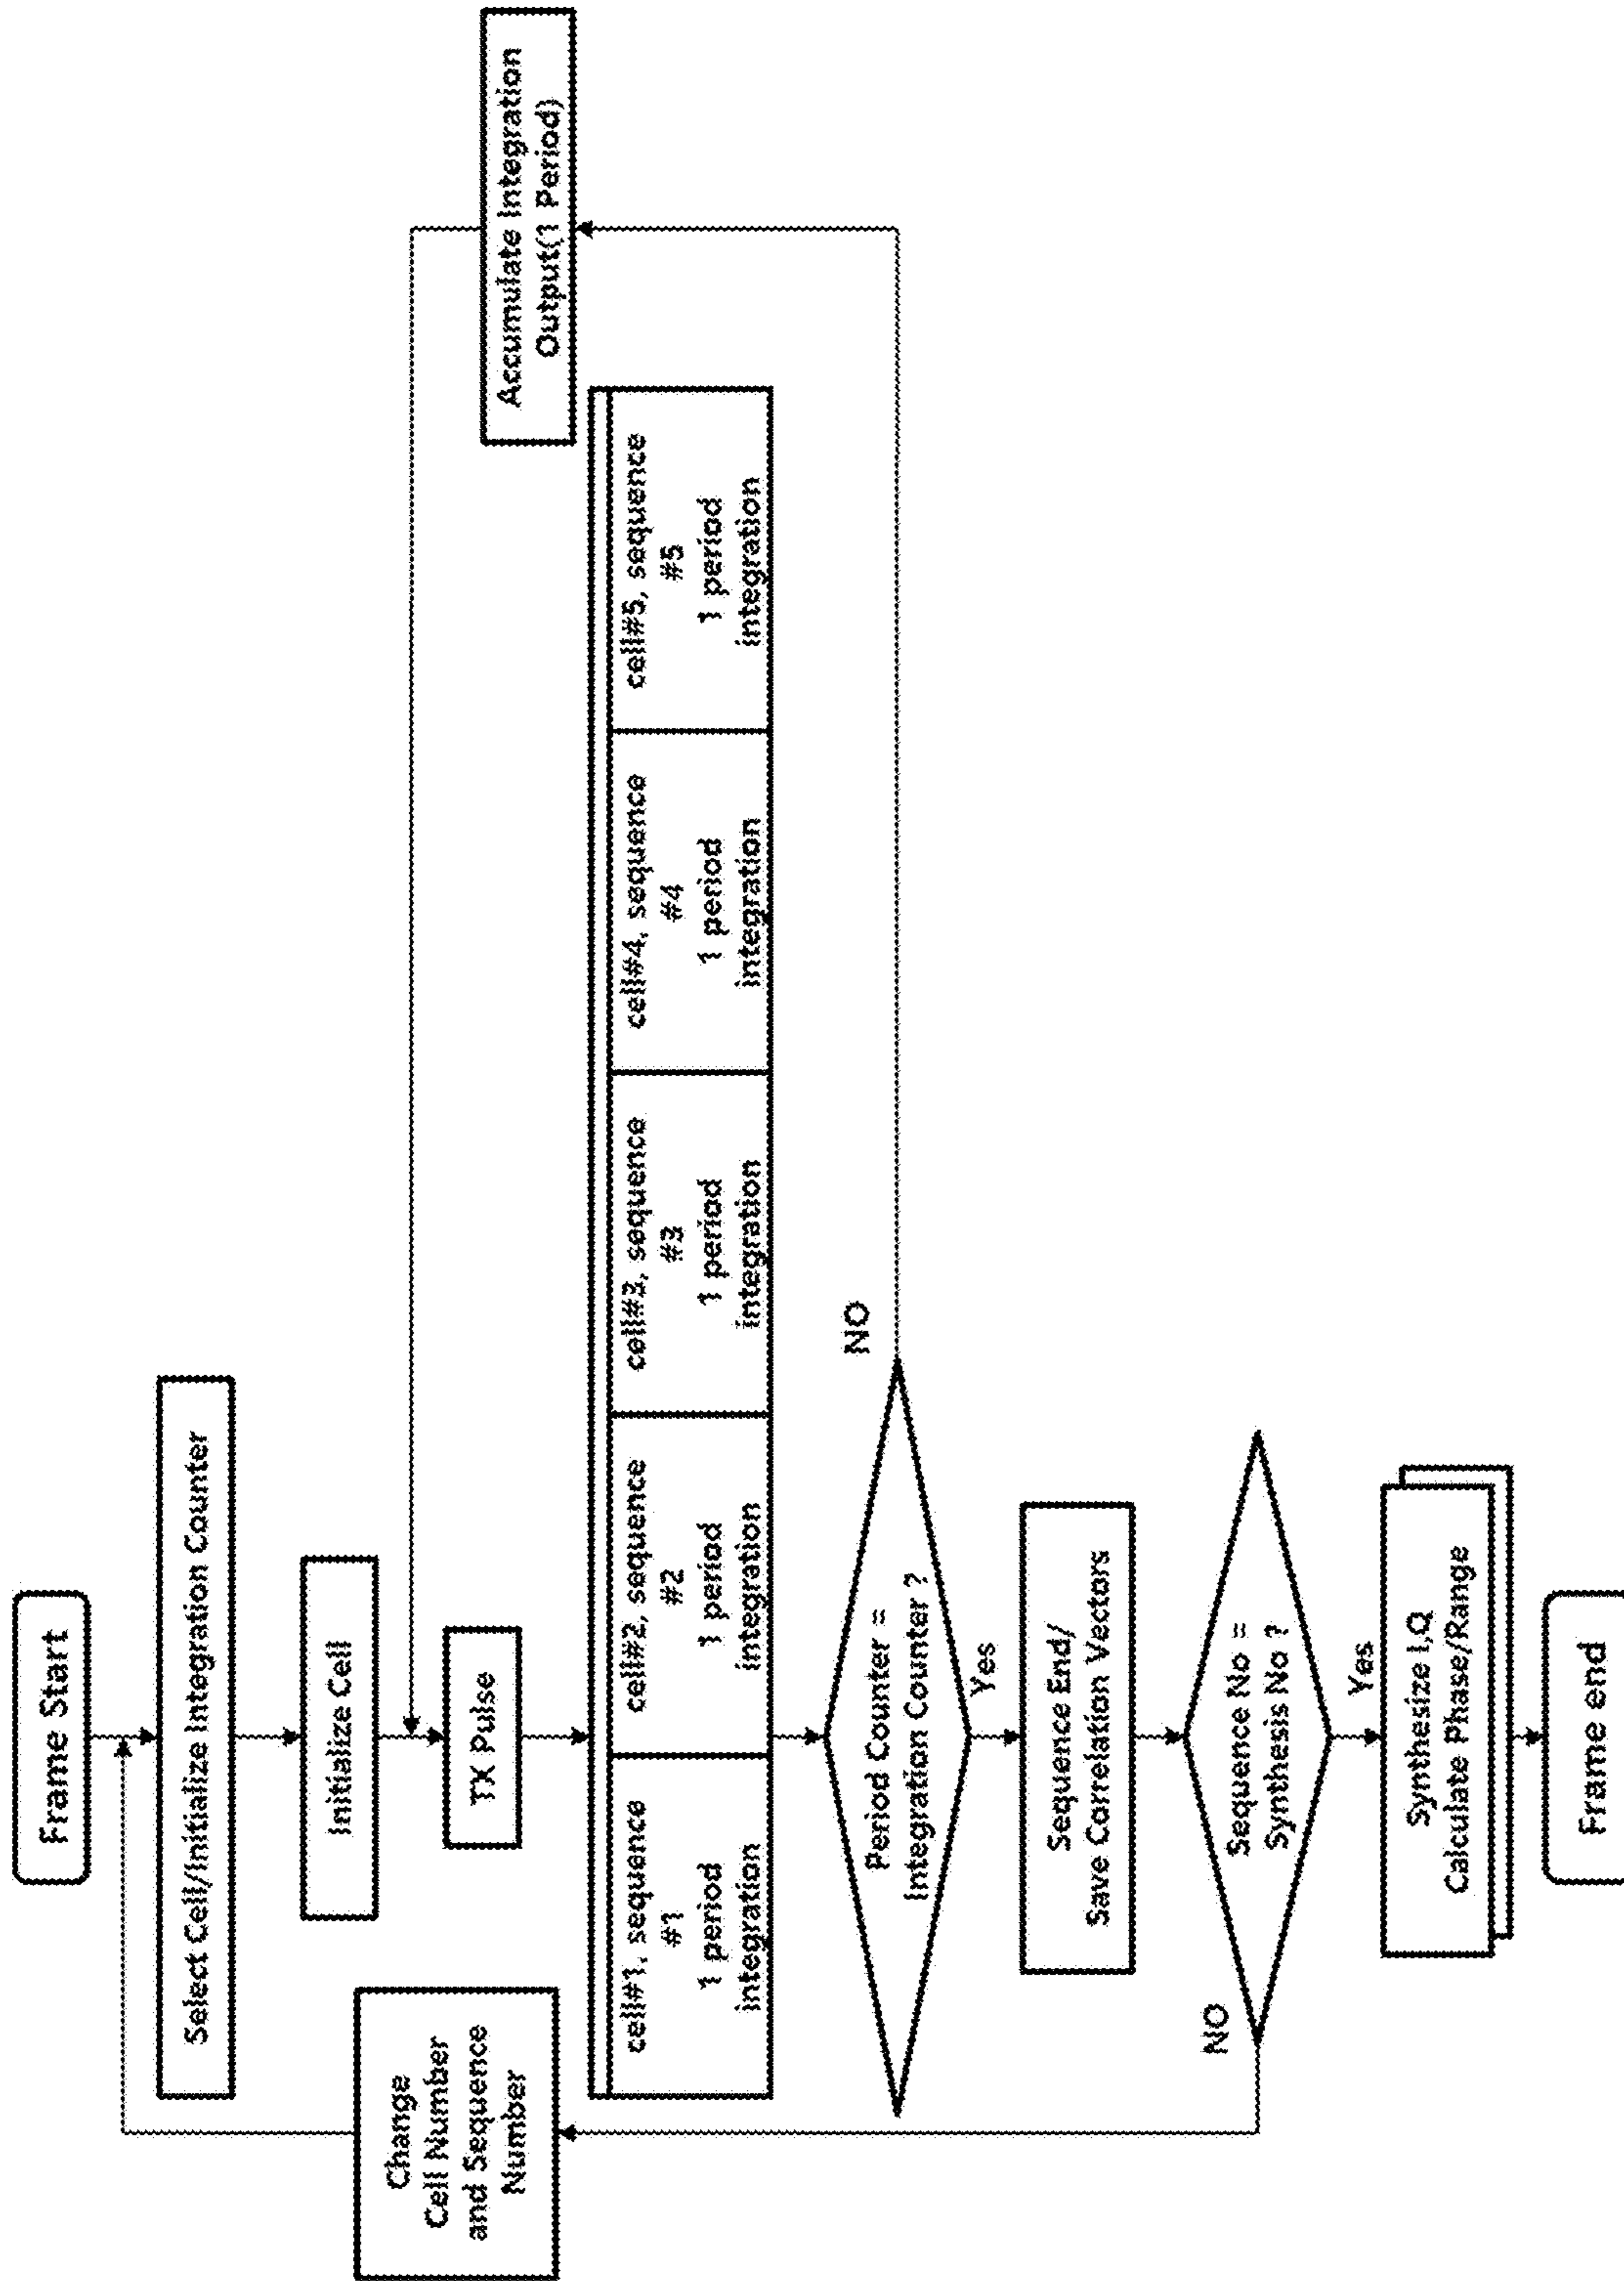 Frame Start
Select Cell/Initialize Integration Counter
Initialize Cell
TX Pulse
Accumulate Integration
Output(1 Period)
Change
Cell Number
and Sequence
Number
cell#1, sequence
#1
1 period
integration
cell#2, sequence
#2
1 period
integration
cell#3, sequence
#3
1 period
integration
cell#4, sequence
#4
1 period
integration
cell#5, sequence
#5
1 period
integration
Period Counter =
Integration Counter ?
NO
Yes
Sequence End/
Save Correlation Vectors
Sequence No =
Synthesis No ?
NO
Yes
Synthesize I,Q
Calculate Phase/Range
Frame end